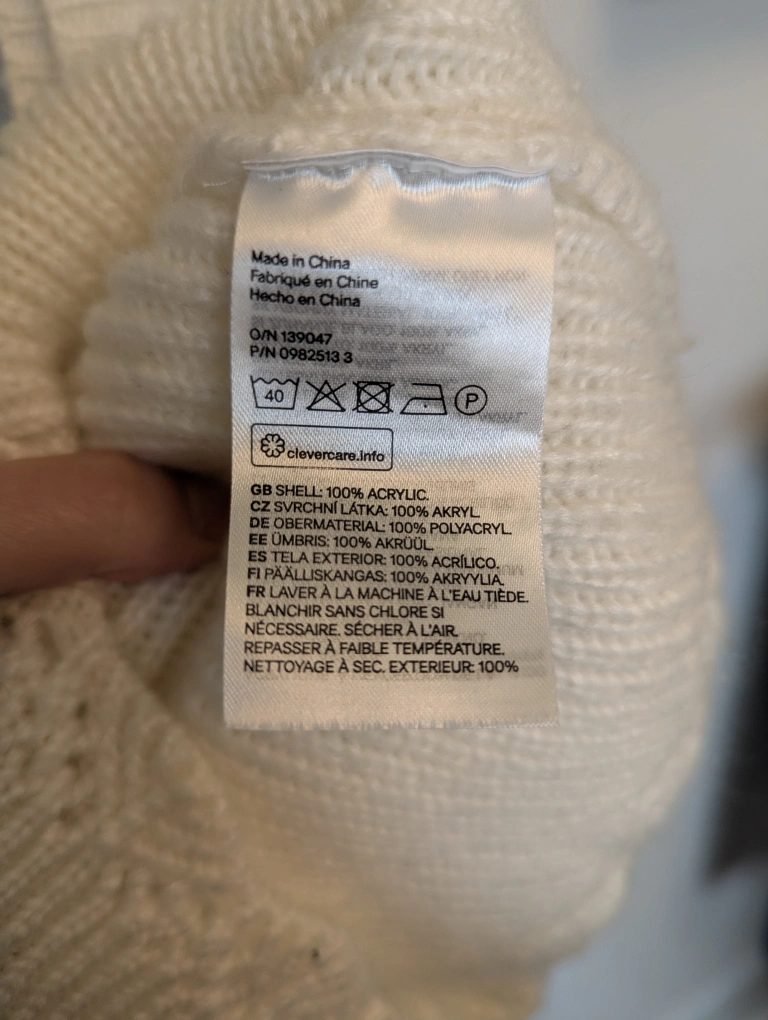 Made in China
Fabriqué en Chine
Hecho en China
O/N 139047
P/N 0982513 3
40 P
clevercare.info
GB SHELL: 100% ACRYLIC.
CZ SVRCHNÍ LÁTKA: 100% AKRYL.
DE OBERMATERIAL: 100% POLYACRYL.
EE ÜMBRIS: 100% AKRÜÜL.
ES TELA EXTERIOR: 100% ACRÍLICO.
FI PÄÄLLISKANGAS: 100% AKRYYLIA.
FR LAVER À LA MACHINE À L'EAU TIÈDE.
BLANCHIR SANS CHLORE SI
NÉCESSAIRE. SÉCHER À L'AIR.
REPASSER À FAIBLE TEMPÉRATURE.
NETTOYAGE À SEC. EXTERIEUR: 100%